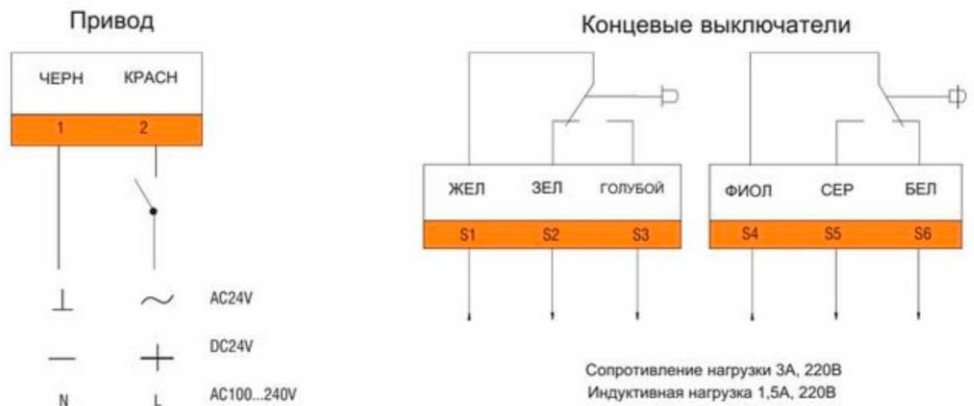 Привод
ЧЕРН КРАСН
1 2
AC24V
DC24V
N L AC100...240V
Концевые выключатели
ЖЕЛ ЗЕЛ ГОЛУБОЙ
S1 S2 S3
ФИОЛ СЕР БЕЛ
S4 S5 S6
Сопротивление нагрузки 3А, 220В
Индуктивная нагрузка 1,5А, 220В